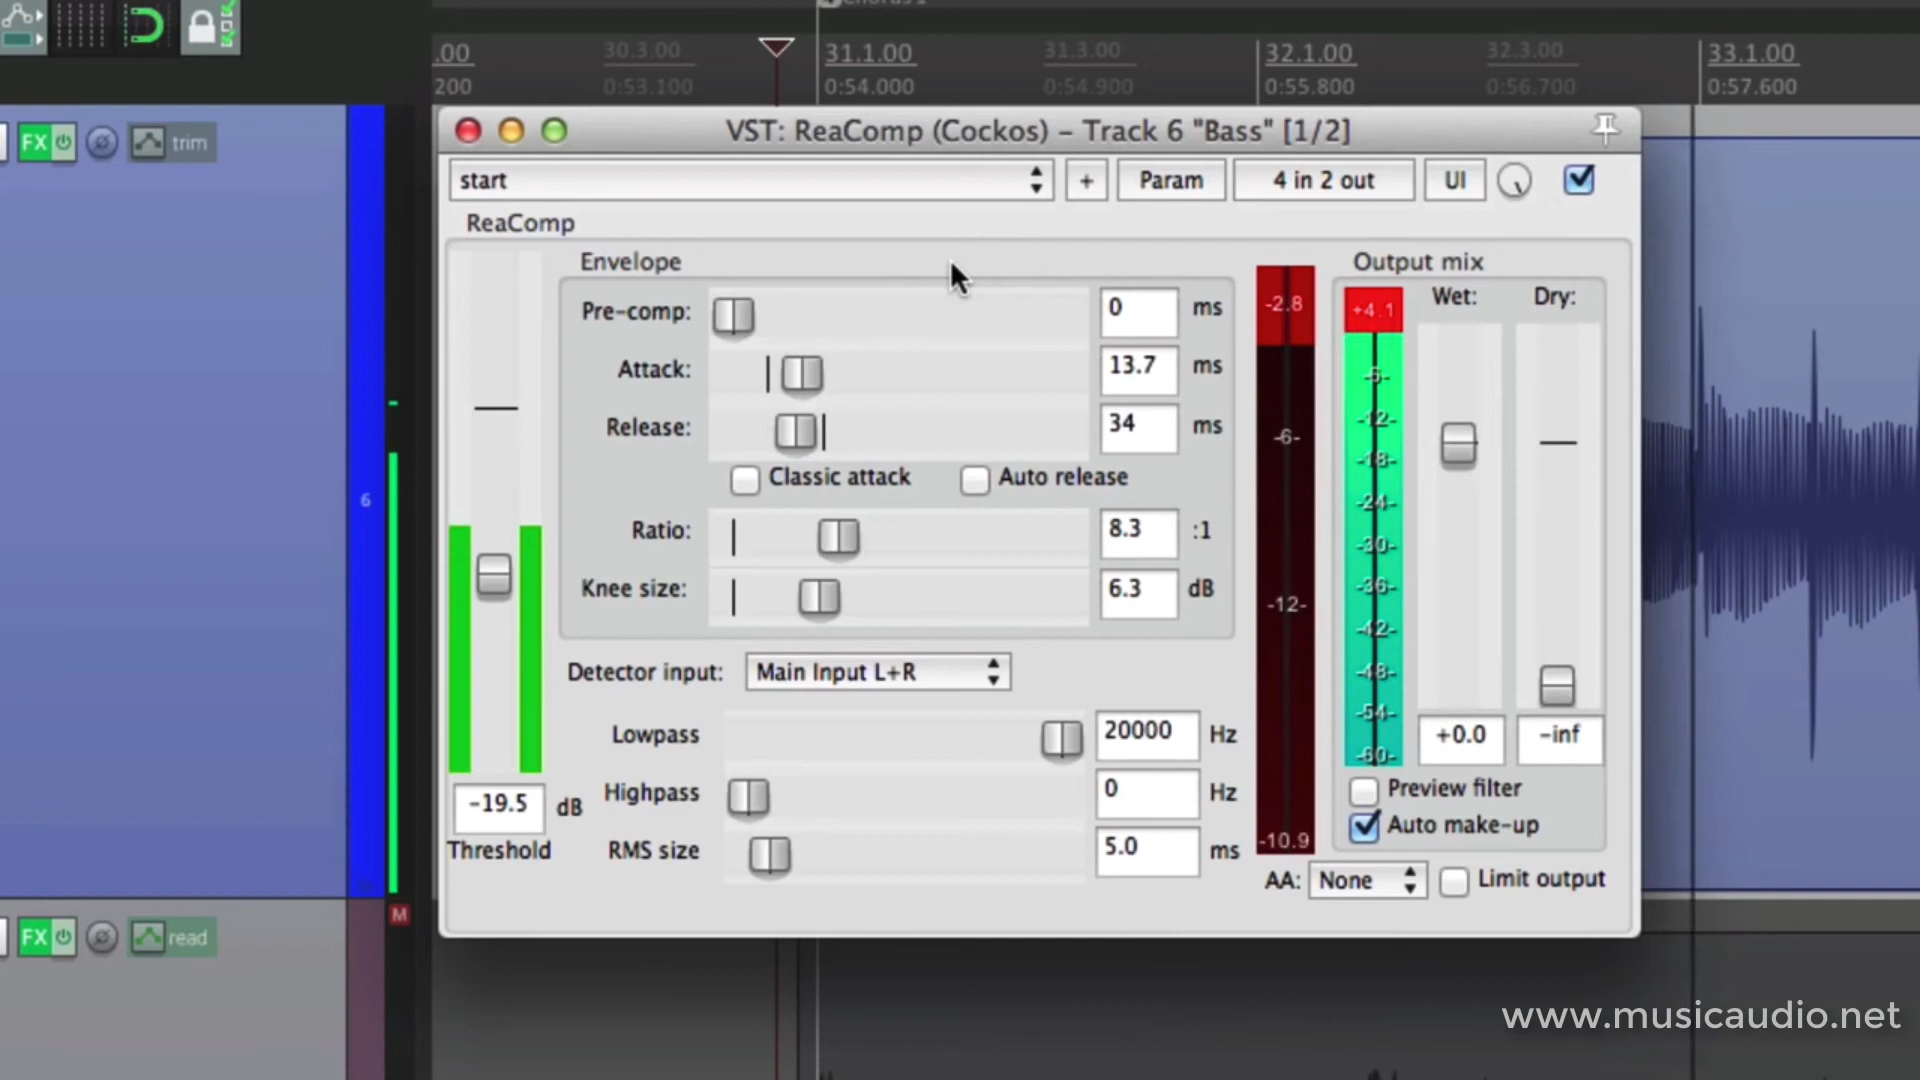 .00 30.3.00 31.1.00 31.3.00 32.1.00 32.3.00 33.1.00
200 0:53.100 0:54.000 0:54.900 0:55.800 0:56.700 0:57.600
VST: ReaComp (Cockos) - Track 6 "Bass" [1/2]
FX trim
start + Param 4 in 2 out UI
ReaComp
Envelope Output mix
Wet: Dry:
Pre-comp: 0 ms -2.8 +4.1
Attack: 13.7 ms -6-
Release: 34 ms -6- -12-
-18-
Classic attack Auto release
6 -24-
Ratio: 8.3 :1 -30-
Knee size: 6.3 dB -12- -36-
-42-
Detector input: Main Input L+R -48-
-54-
Lowpass 20000 Hz +0.0 -inf
-60-
Highpass 0 Hz Preview filter
-19.5 dB
Auto make-up
Threshold RMS size 5.0 ms -10.9
AA: None Limit output
M
FX read
www.musicaudio.net